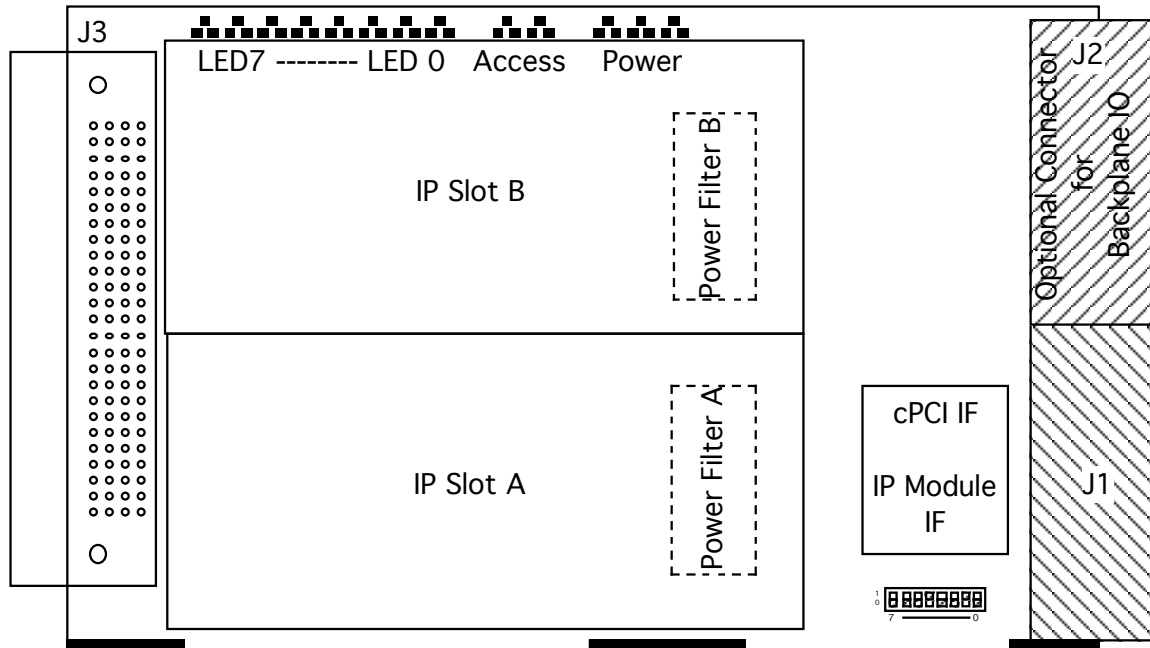 J3
LED7 -------- LED 0 Access Power
J2
Optional Connector
for
Backplane IO
IP Slot B
Power Filter B
IP Slot A
Power Filter A
cPCI IF
IP Module
IF
J1
1
0
7 0